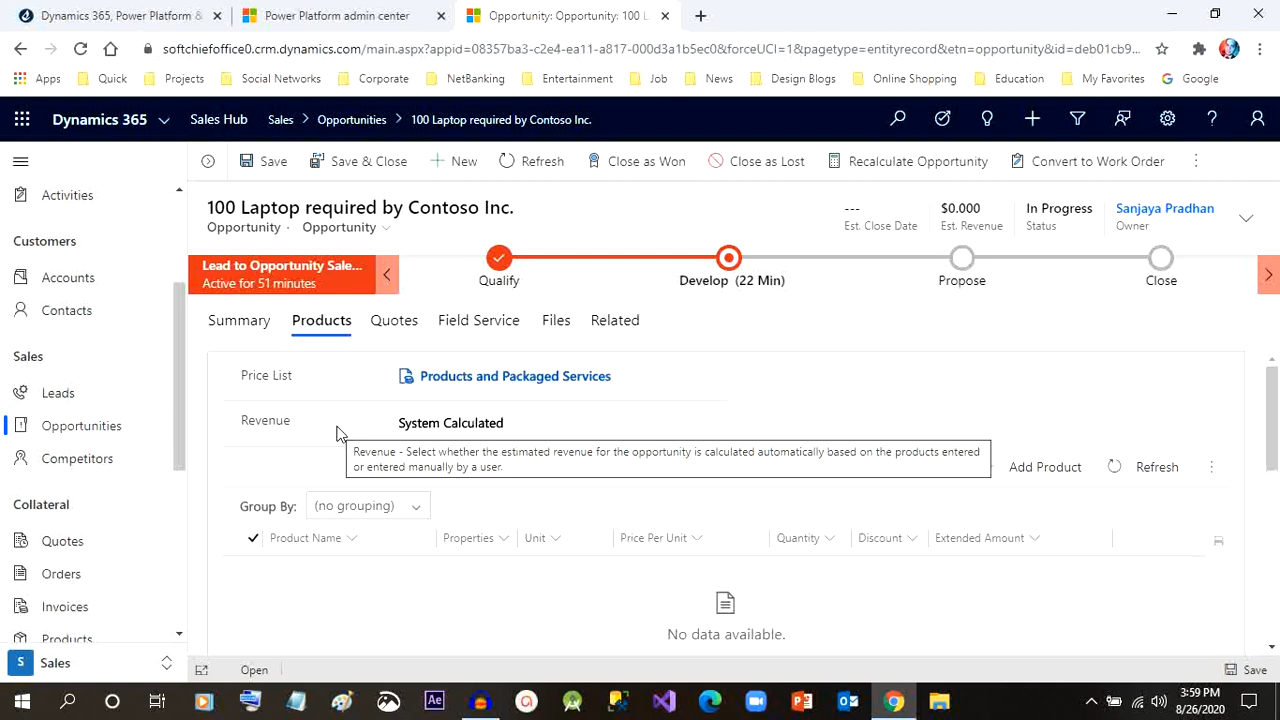 Dynamics 365, Power Platform &
Power Platform admin center
Opportunity: Opportunity: 100 L
softchiefoffice0.crm.dynamics.com/main.aspx?appid=08357ba3-c2e4-ea11-a817-000d3a1b5ec0&forceUCI=1&pagetype=entityrecord&etn=opportunity&id=deb01cb9...
Apps
Quick
Projects
Social Networks
Corporate
NetBanking
Entertainment
Job
News
Design Blogs
Online Shopping
Education
My Favorites
Google
Dynamics 365
Sales Hub
Sales
Opportunities
100 Laptop required by Contoso Inc.
Save
Save & Close
New
Refresh
Close as Won
Close as Lost
Recalculate Opportunity
Convert to Work Order
Activities
Customers
Accounts
Contacts
Sales
Leads
Opportunities
Competitors
Collateral
Quotes
Orders
Invoices
Products
S
Sales
100 Laptop required by Contoso Inc.
Opportunity · Opportunity
---
Est. Close Date
$0.000
Est. Revenue
In Progress
Status
Sanjaya Pradhan
Owner
Lead to Opportunity Sale...
Active for 51 minutes
Qualify
Develop (22 Min)
Propose
Close
Summary
Products
Quotes
Field Service
Files
Related
Price List
Products and Packaged Services
Revenue
System Calculated
Revenue - Select whether the estimated revenue for the opportunity is calculated automatically based on the products entered
or entered manually by a user.
Add Product
Refresh
Group By:
(no grouping)
Product Name
Properties
Unit
Price Per Unit
Quantity
Discount
Extended Amount
No data available.
Open
Save
Ae
3:59 PM
8/26/2020